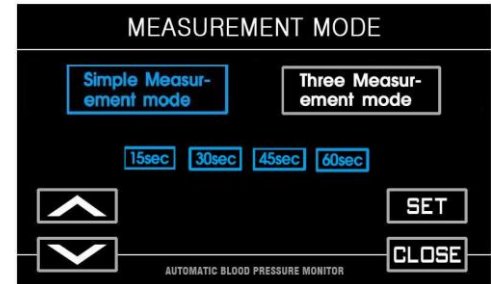 MEASUREMENT MODE
Simple Measur-
ement mode
Three Measur-
ement mode
15sec 30sec 45sec 60sec
SET
CLOSE
AUTOMATIC BLOOD PRESSURE MONITOR